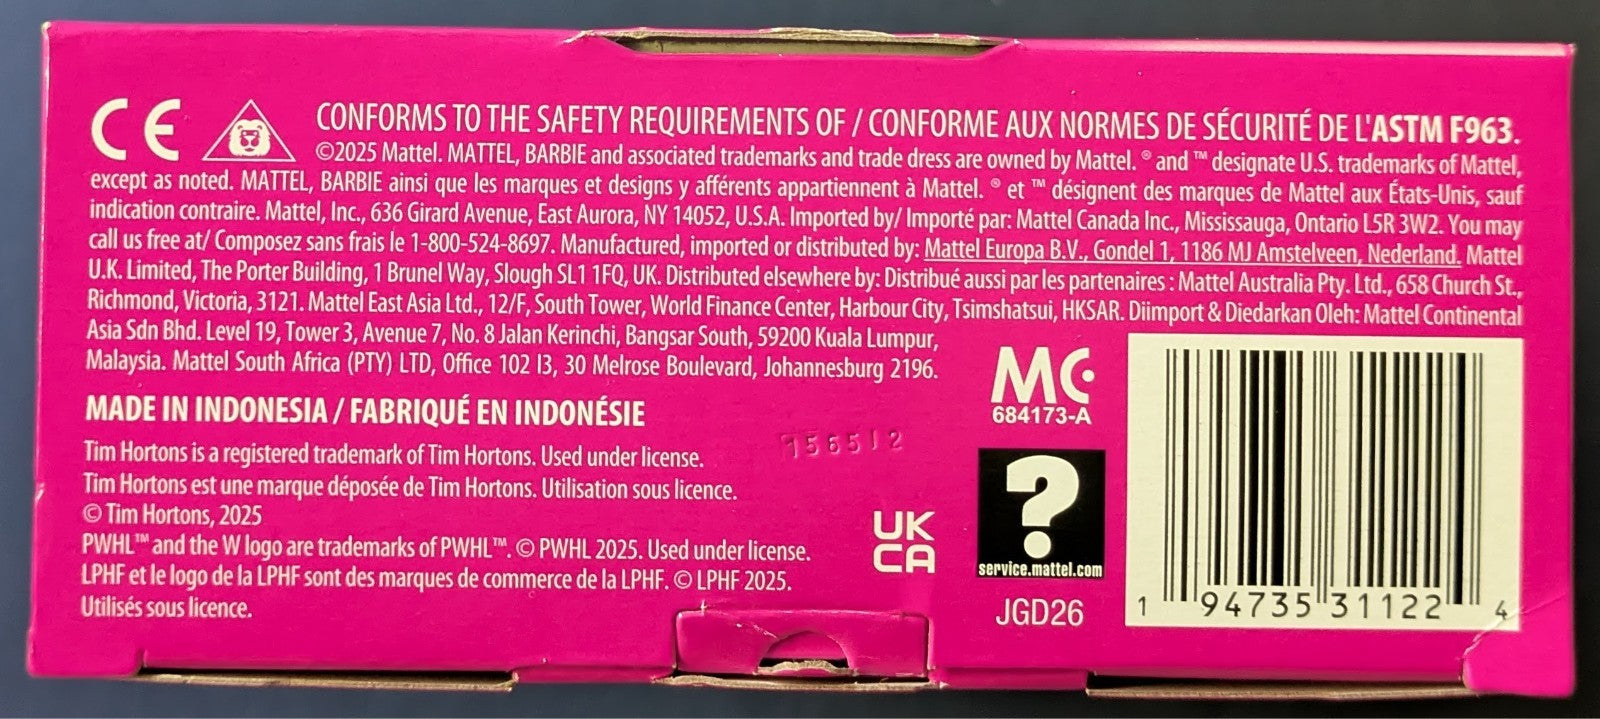 CE CONFORMS TO THE SAFETY REQUIREMENTS OF / CONFORME AUX NORMES DE SÉCURITÉ DE L'ASTM F963.
©2025 Mattel. MATTEL, BARBIE and associated trademarks and trade dress are owned by Mattel. ® and ™ designate U.S. trademarks of Mattel,
except as noted. MATTEL, BARBIE ainsi que les marques et designs y afférents appartiennent à Mattel. ® et ™ désignent des marques de Mattel aux États-Unis, sauf
indication contraire. Mattel, Inc., 636 Girard Avenue, East Aurora, NY 14052, U.S.A. Imported by/ Importé par: Mattel Canada Inc., Mississauga, Ontario L5R 3W2. You may
call us free at/ Composez sans frais le 1-800-524-8697. Manufactured, imported or distributed by: Mattel Europa B.V., Gondel 1, 1186 MJ Amstelveen, Nederland. Mattel
U.K. Limited, The Porter Building, 1 Brunel Way, Slough SL1 1FQ, UK. Distributed elsewhere by: Distribué aussi par les partenaires : Mattel Australia Pty. Ltd., 658 Church St.,
Richmond, Victoria, 3121. Mattel East Asia Ltd., 12/F, South Tower, World Finance Center, Harbour City, Tsimshatsui, HKSAR. Diimport & Diedarkan Oleh: Mattel Continental
Asia Sdn Bhd. Level 19, Tower 3, Avenue 7, No. 8 Jalan Kerinchi, Bangsar South, 59200 Kuala Lumpur,
Malaysia. Mattel South Africa (PTY) LTD, Office 102 I3, 30 Melrose Boulevard, Johannesburg 2196.
MADE IN INDONESIA / FABRIQUÉ EN INDONÉSIE
Tim Hortons is a registered trademark of Tim Hortons. Used under license.
Tim Hortons est une marque déposée de Tim Hortons. Utilisation sous licence.
© Tim Hortons, 2025
PWHL™ and the W logo are trademarks of PWHL™. © PWHL 2025. Used under license.
LPHF et le logo de la LPHF sont des marques de commerce de la LPHF. © LPHF 2025.
Utilisés sous licence.
UK
CA
MC
684173-A
?
service.mattel.com
JGD26
1 94735 31122 4